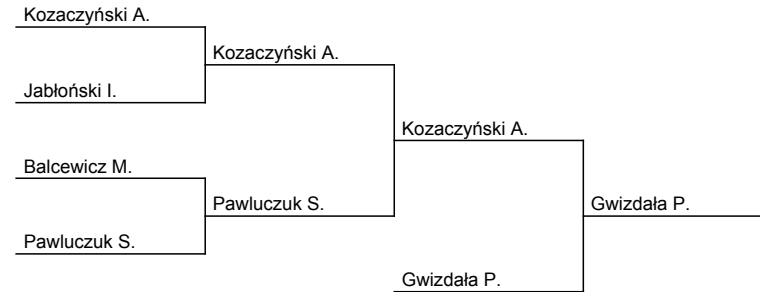 Kozaczyński A.
Kozaczyński A.
Jabłoński I.
Kozaczyński A.
Balcewicz M.
Pawluczuk S.
Gwizdała P.
Pawluczuk S.
Gwizdała P.